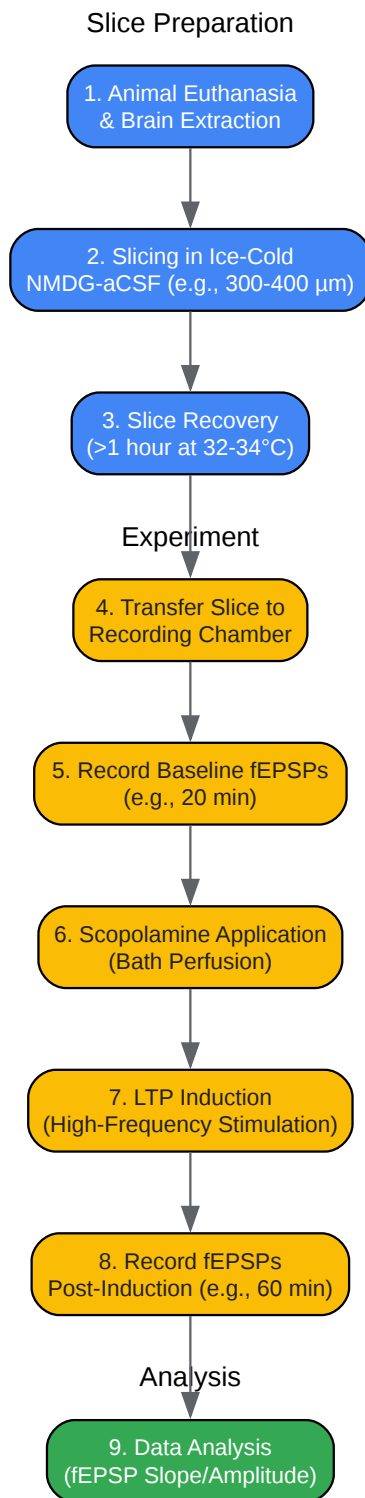 Slice Preparation
1. Animal Euthanasia
& Brain Extraction
2. Slicing in Ice-Cold
NMDG-aCSF (e.g., 300-400 µm)
3. Slice Recovery
(>1 hour at 32-34°C)
Experiment
4. Transfer Slice to
Recording Chamber
5. Record Baseline fEPSPs
(e.g., 20 min)
6. Scopolamine Application
(Bath Perfusion)
7. LTP Induction
(High-Frequency Stimulation)
8. Record fEPSPs
Post-Induction (e.g., 60 min)
Analysis
9. Data Analysis
(fEPSP Slope/Amplitude)